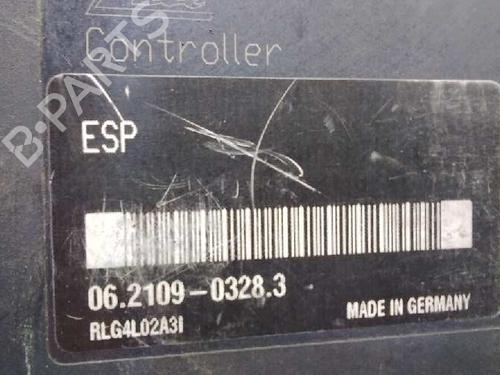 Controller
ESP
06.2109-0328.3
RLG4L02A3I
MADE IN GERMANY
B-PARTS